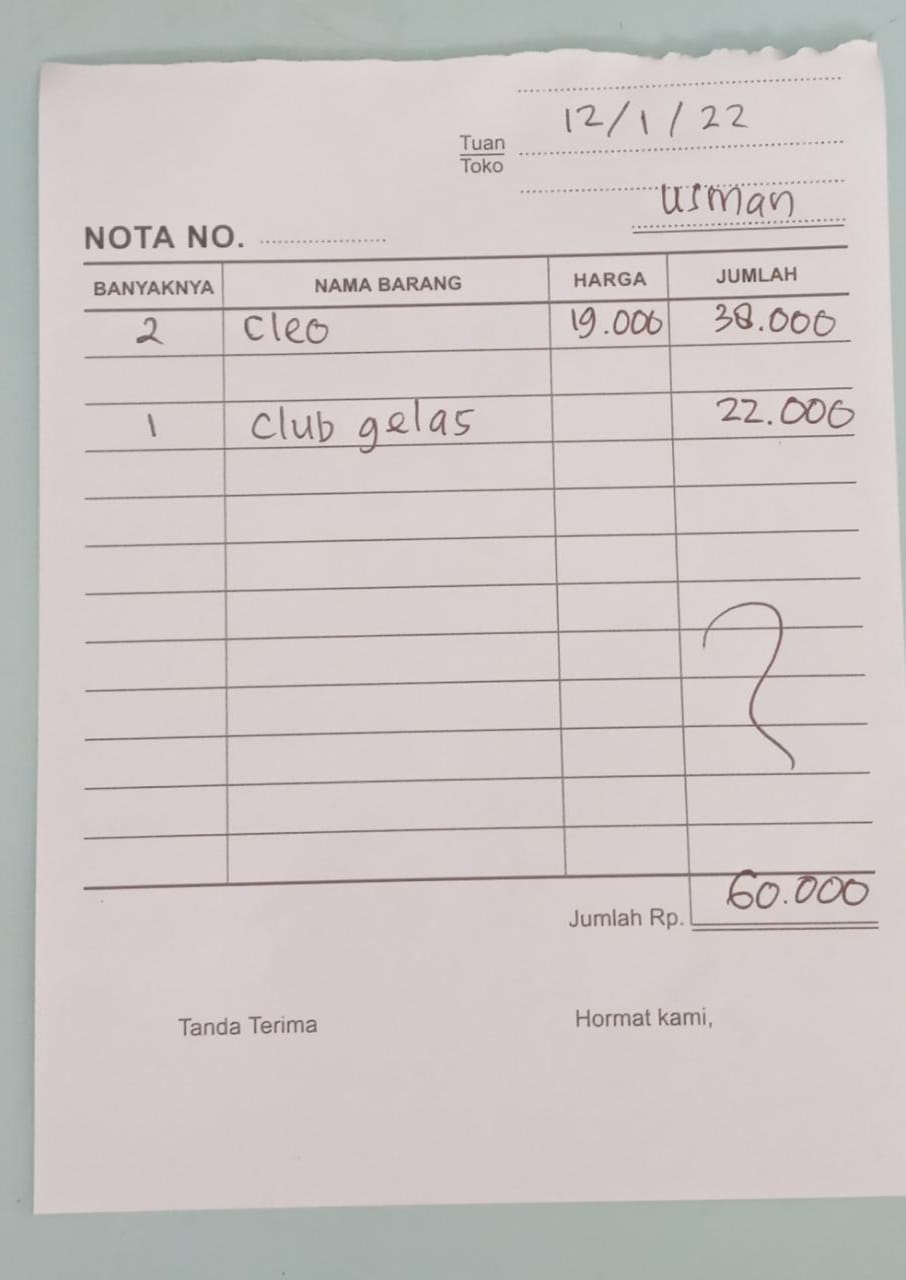 12/1/22
Tuan
Toko
Usman
NOTA NO.
BANYAKNYA NAMA BARANG HARGA JUMLAH
2 Cleo 19.000 38.000
1 Club gelas 22.000
Jumlah Rp. 60.000
Tanda Terima Hormat kami,